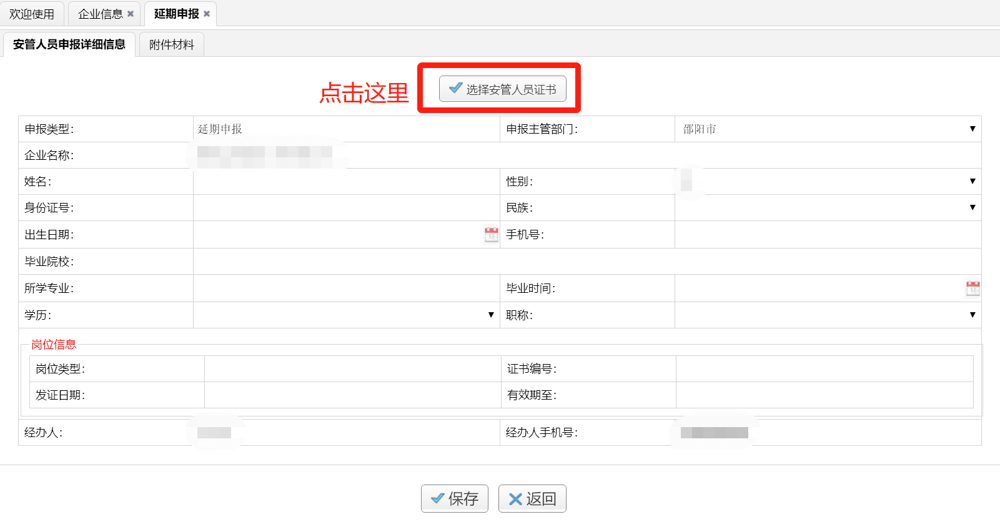 欢迎使用 企业信息 延期申报
安管人员申报详细信息 附件材料
点击这里 选择安管人员证书
申报类型： 延期申报 申报主管部门： 邵阳市
企业名称：
姓名： 性别：
身份证号： 民族：
出生日期： 手机号：
毕业院校：
所学专业： 毕业时间：
学历： 职称：
岗位信息
岗位类型： 证书编号：
发证日期： 有效期至：
经办人： 经办人手机号：
保存 返回